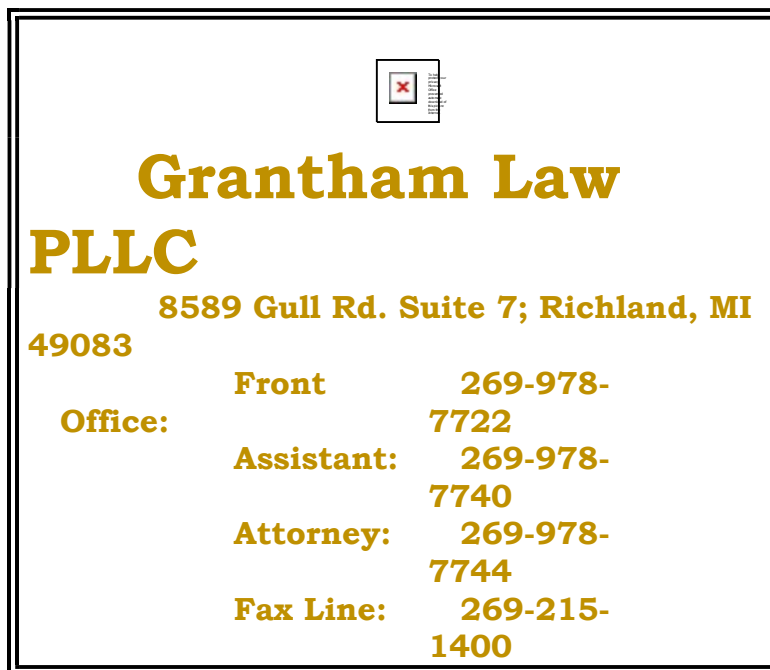 Grantham Law
PLLC
8589 Gull Rd. Suite 7; Richland, MI
49083
Front 269-978-
Office: 7722
Assistant: 269-978-
7740
Attorney: 269-978-
7744
Fax Line: 269-215-
1400